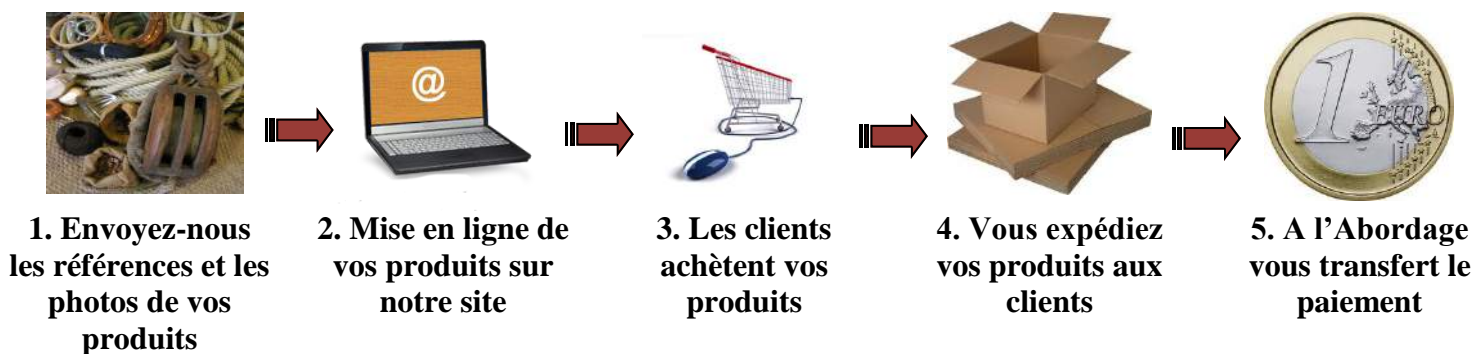 @
1 EURO
1. Envoyez-nous
les références et les
photos de vos
produits
2. Mise en ligne de
vos produits sur
notre site
3. Les clients
achètent vos
produits
4. Vous expédiez
vos produits aux
clients
5. A l’Abordage
vous transfert le
paiement